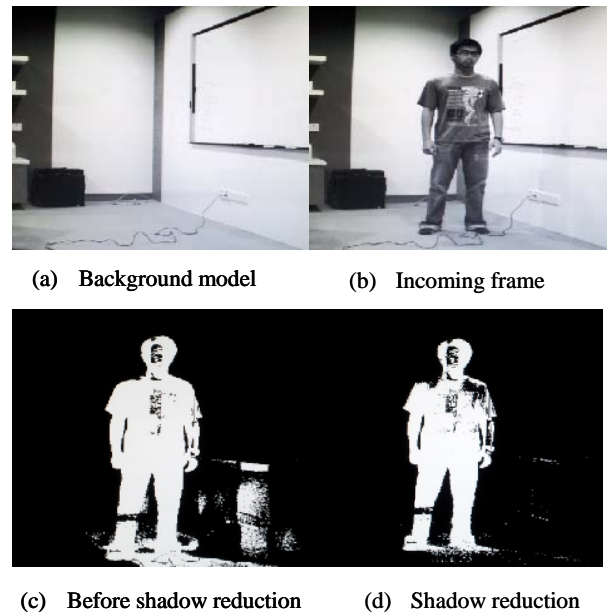 (a) Background model
(b) Incoming frame
(c) Before shadow reduction
(d) Shadow reduction